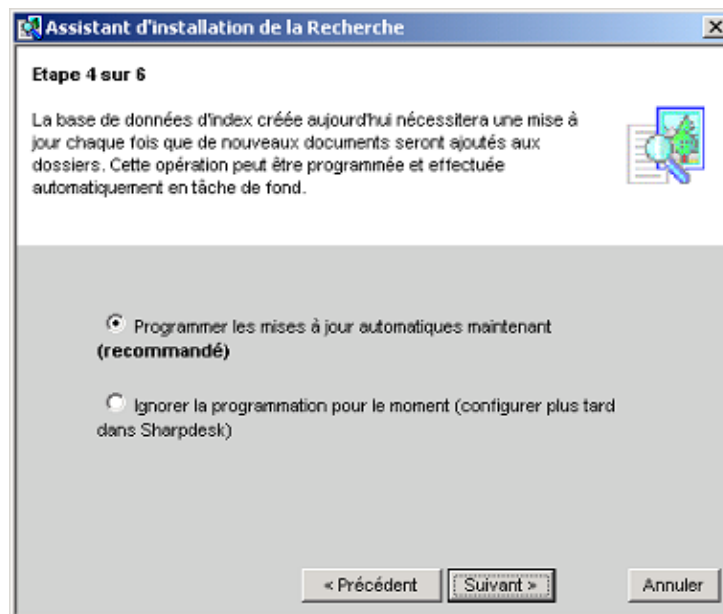 Assistant d'installation de la Recherche
Etape 4 sur 6
La base de données d'index créée aujourd'hui nécessitera une mise à
jour chaque fois que de nouveaux documents seront ajoutés aux
dossiers. Cette opération peut être programmée et effectuée
automatiquement en tâche de fond.
Programmer les mises à jour automatiques maintenant
(recommandé)
Ignorer la programmation pour le moment (configurer plus tard
dans Sharpdesk)
« Précédent
Suivant »
Annuler